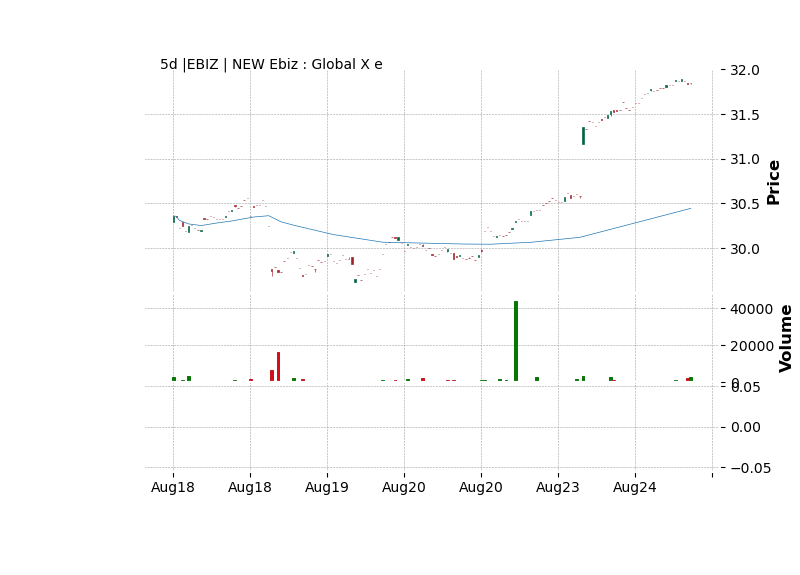 5d |EBIZ | NEW Ebiz : Global X e
32.0
31.5
31.0
30.5
30.0
Price
40000
20000
0
Volume
0.05
0.00
−0.05
Aug18 Aug18 Aug19 Aug20 Aug20 Aug23 Aug24